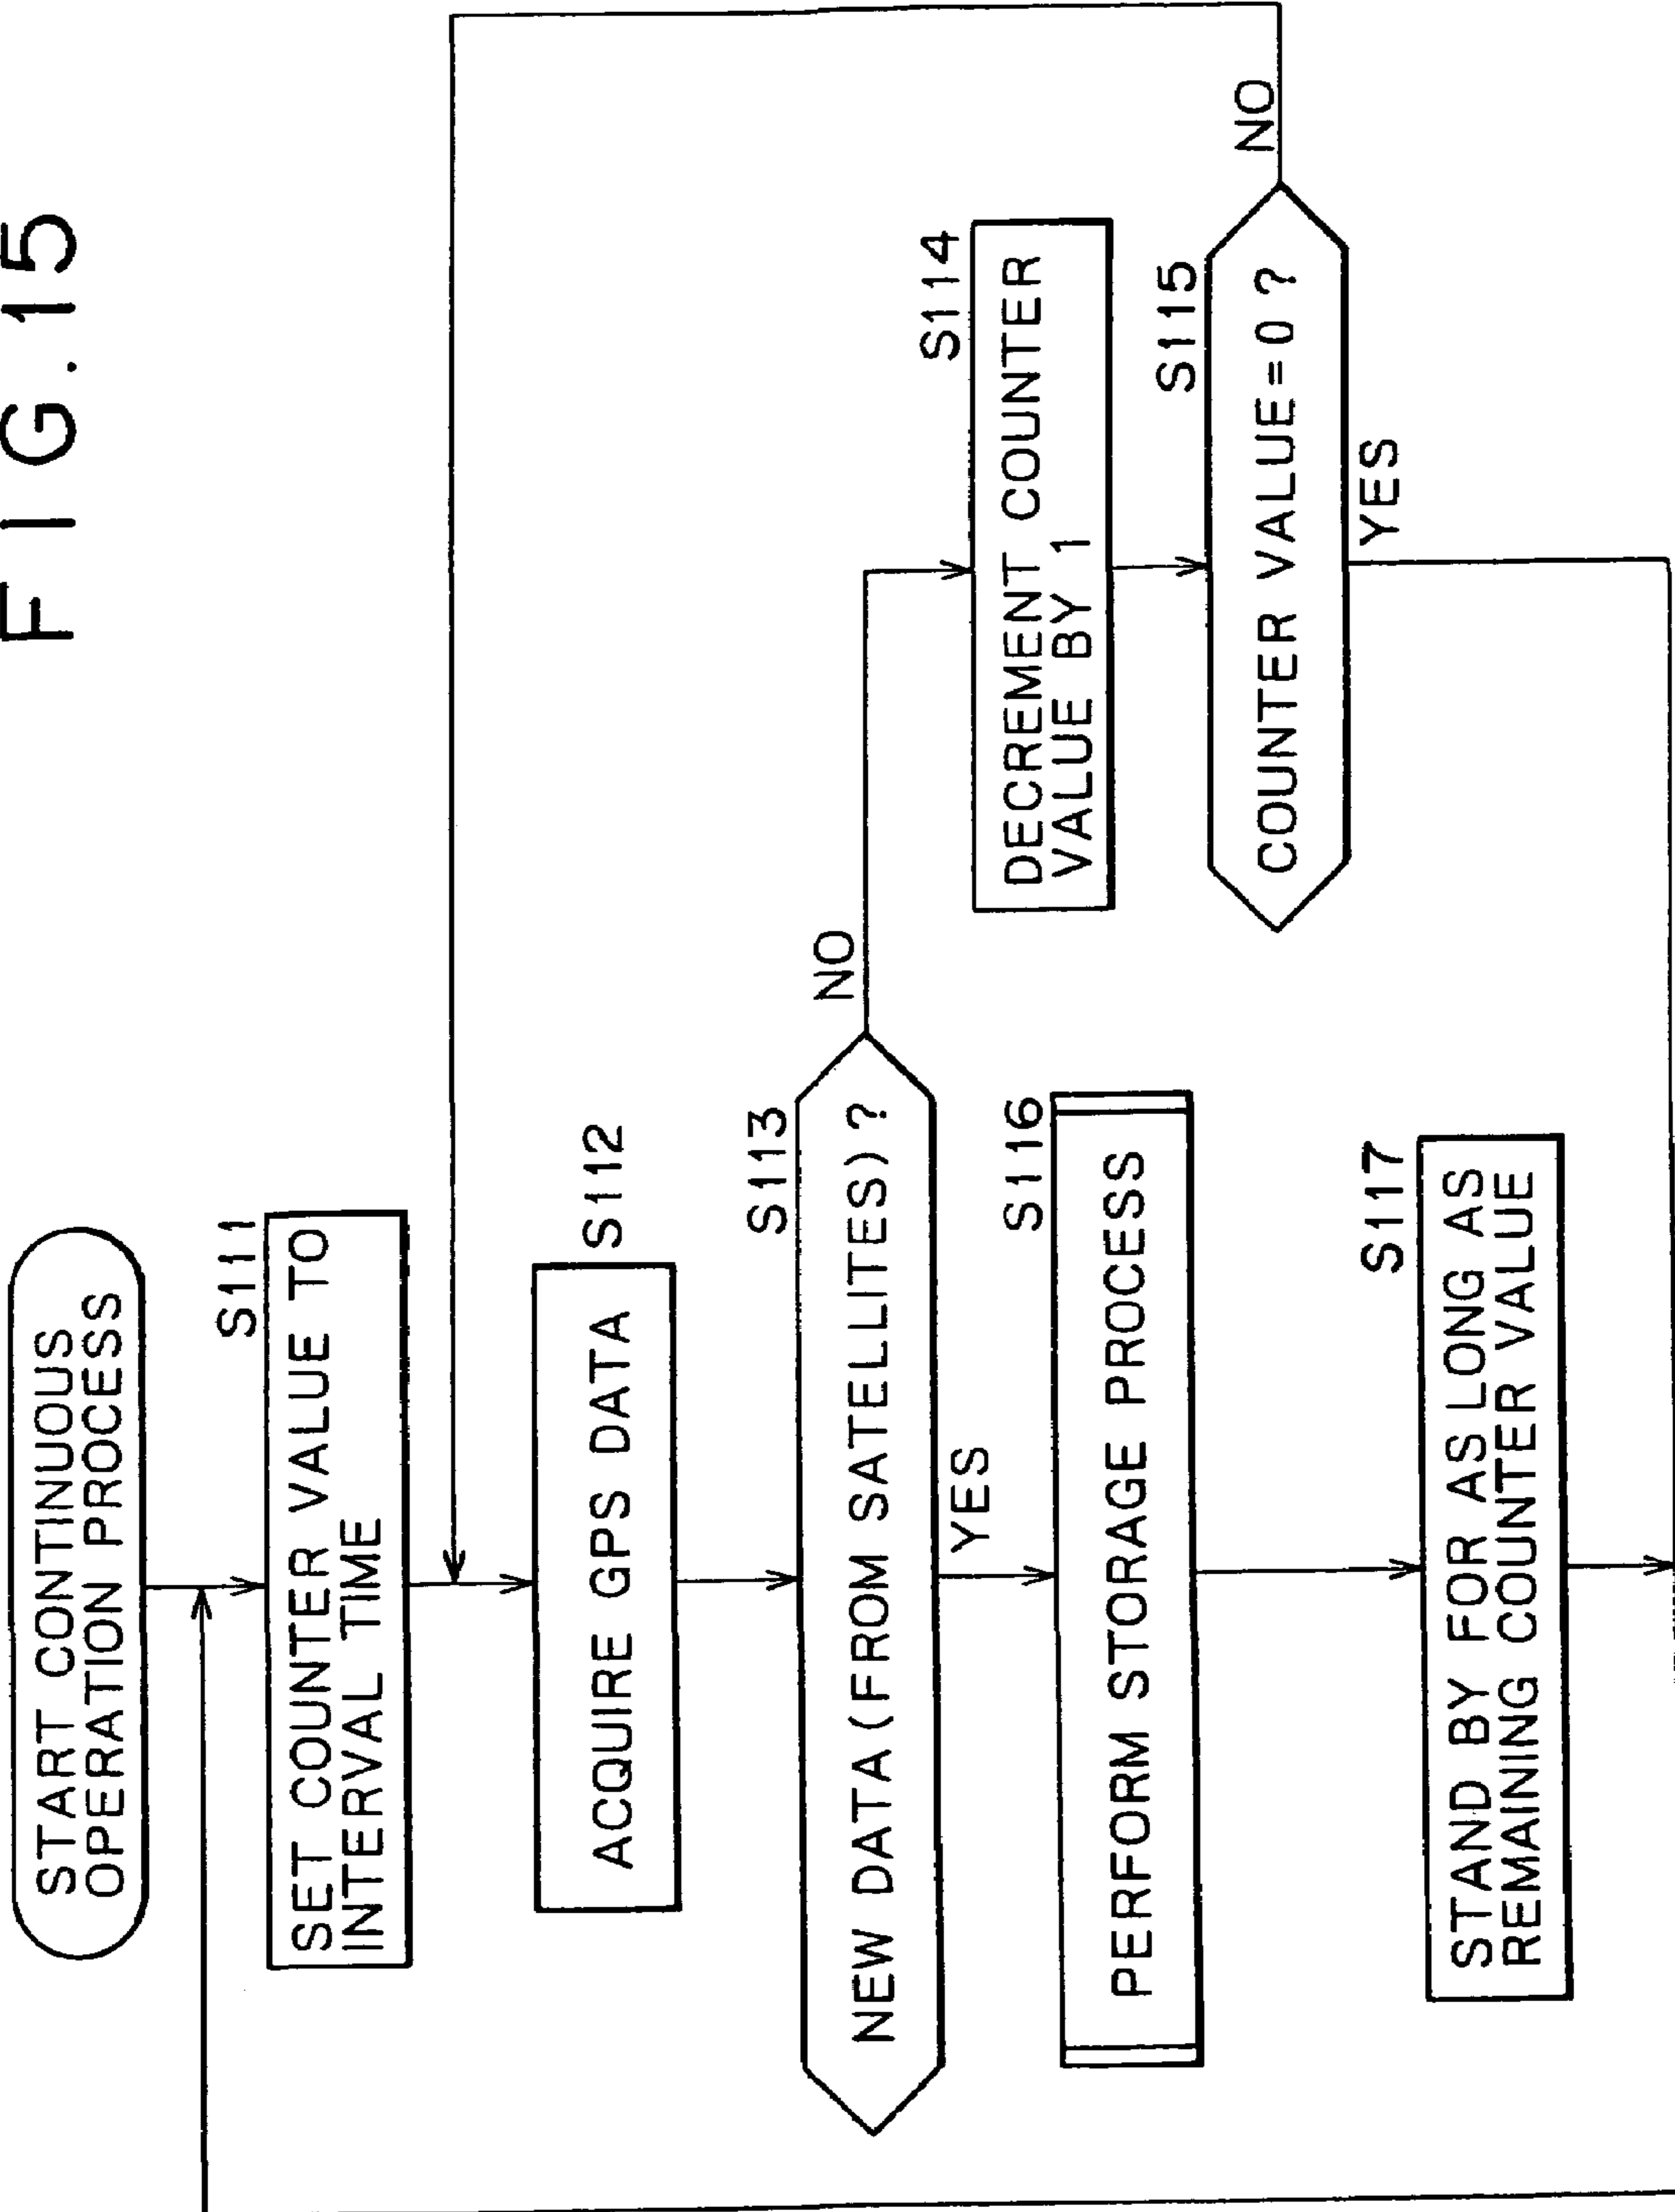 FIG.15
START CONTINUOUS
OPERATION PROCESS
S111
SET COUNTER VALUE TO
INTERVAL TIME
S112
ACQUIRE GPS DATA
S113
NEW DATA (FROM SATELLITES) ?
NO
YES
S114
DECREMENT COUNTER
VALUE BY 1
S115
COUNTER VALUE = 0 ?
NO
YES
S116
PERFORM STORAGE PROCESS
S117
STAND BY FOR AS LONG AS
REMAINING COUNTER VALUE